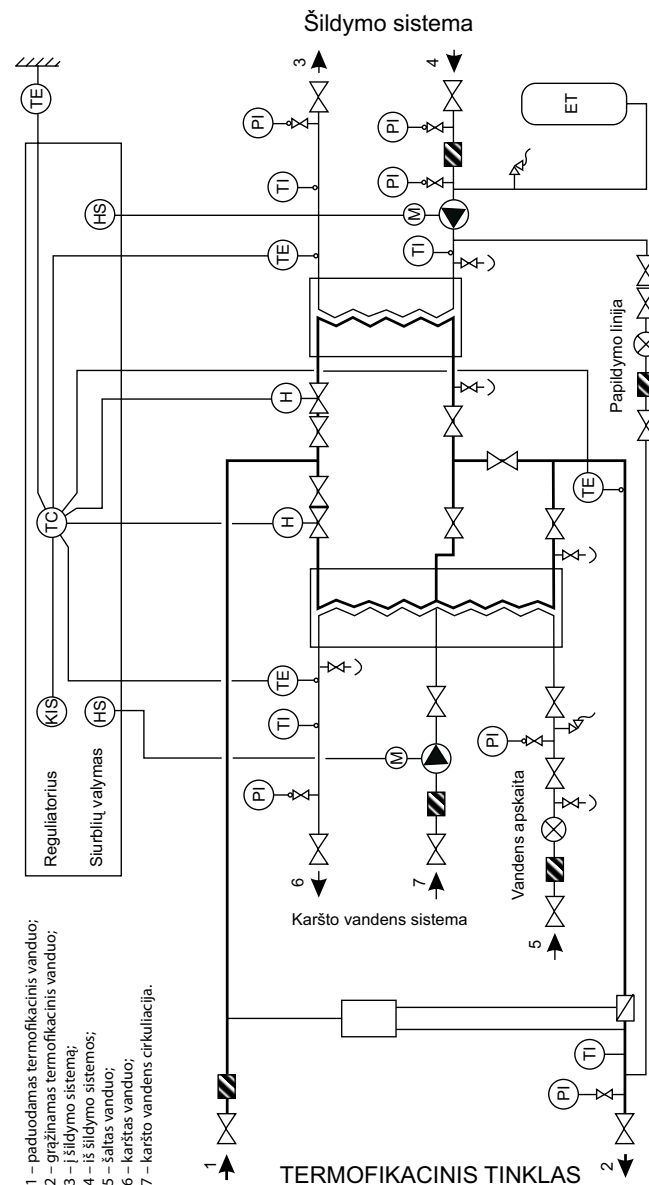 Šildymo sistema
3
4
TE
PI
PI
ET
TI
PI
HS
M
TE
TI
Papildymo linija
H
TC
H
TE
KIS
HS
TE
TI
M
PI
PI
Reguliatorius
Siurblių valymas
Vandens apskaita
6
7
Karšto vandens sistema
5
1 – paduodamas termofikacinis vanduo;
2 – grąžinamas termofikacinis vanduo;
3 – į šildymo sistemą;
4 – iš šildymo sistemos;
5 – šaltas vanduo;
6 – karštas vanduo;
7 – karšto vandens cirkuliacija.
TI
PI
1
TERMOFIKACINIS TINKLAS
2